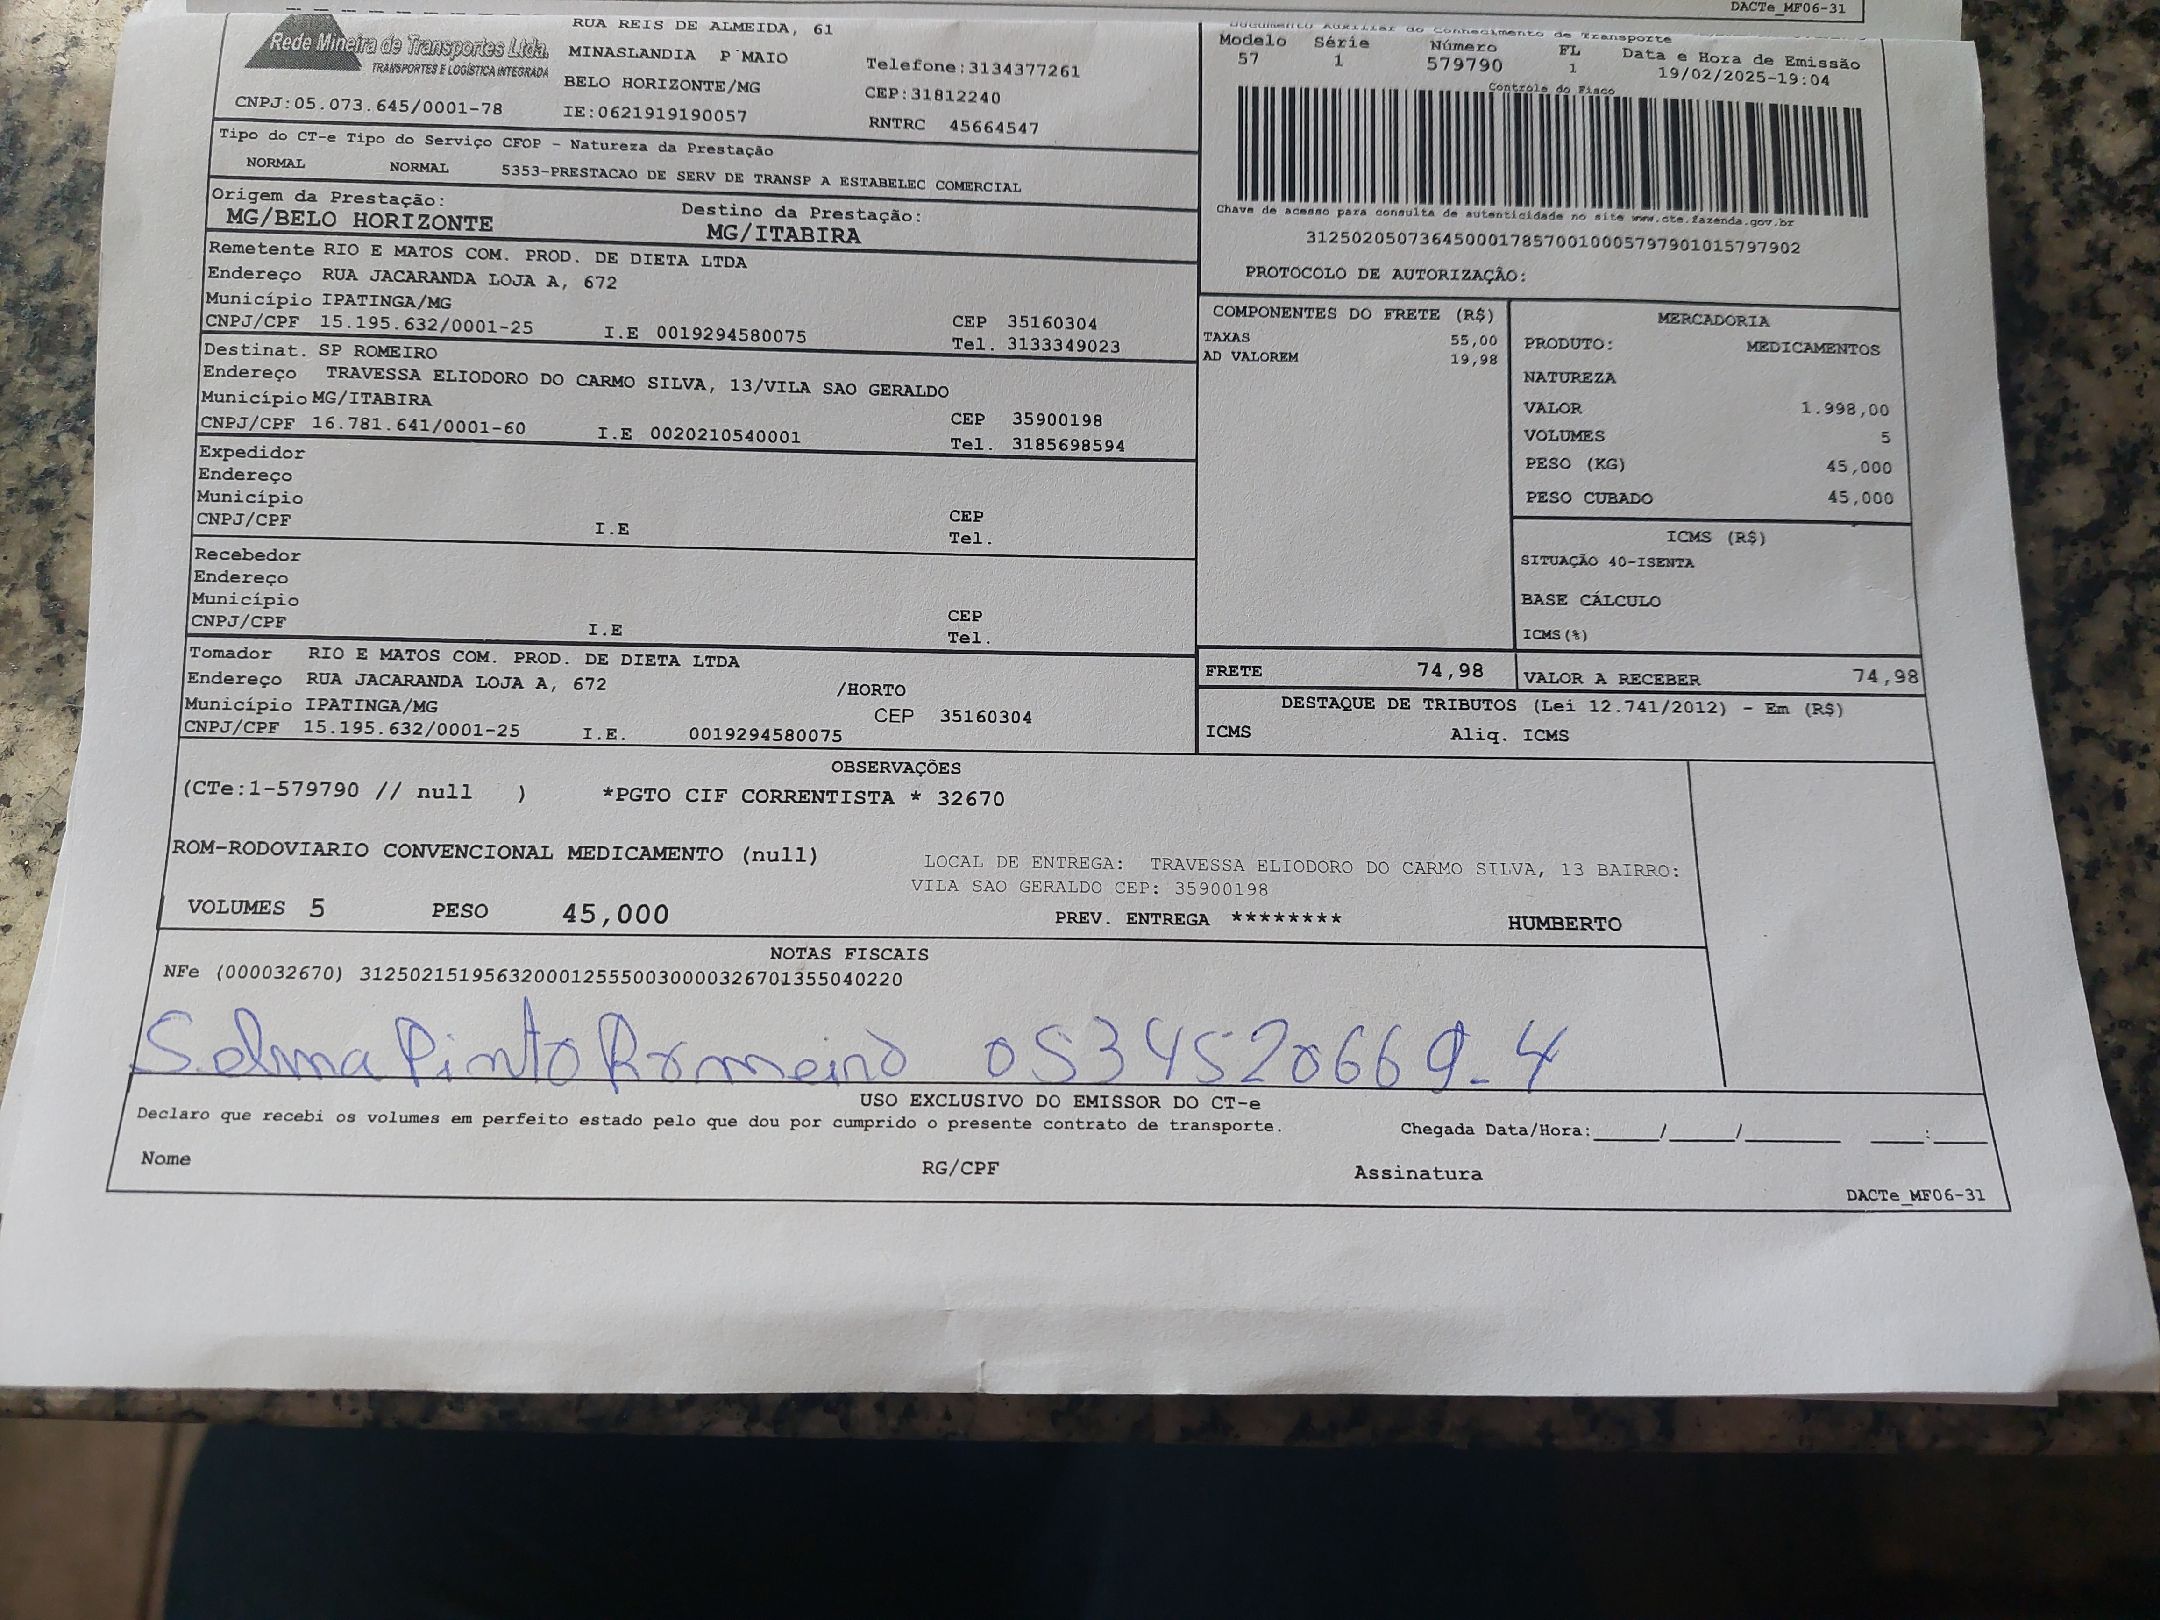 DACTe_MF06-31
Rede Mineira de Transportes Ltda.
TRANSPORTES E LOGÍSTICA INTEGRADA
CNPJ:05.073.645/0001-78
RUA REIS DE ALMEIDA, 61
MINASLANDIA P MAIO
BELO HORIZONTE/MG
IE:0621919190057
Telefone:3134377261
CEP:31812240
RNTRC 45664547
Documento Auxiliar do Conhecimento de Transporte
Modelo Série Número FL Data e Hora de Emissão
57 1 579790 1 19/02/2025-19:04
Controle do Fisco
Chave de acesso para consulta de autenticidade no site www.cte.fazenda.gov.br
31250205073645000178570010005797901015797902
PROTOCOLO DE AUTORIZAÇÃO:
Tipo do CT-e Tipo do Serviço CFOP - Natureza da Prestação
NORMAL NORMAL 5353-PRESTACAO DE SERV DE TRANSP A ESTABELEC COMERCIAL
Origem da Prestação: Destino da Prestação:
MG/BELO HORIZONTE MG/ITABIRA
Remetente RIO E MATOS COM. PROD. DE DIETA LTDA
Endereço RUA JACARANDA LOJA A, 672
Município IPATINGA/MG CEP 35160304
CNPJ/CPF 15.195.632/0001-25 I.E 0019294580075 Tel. 3133349023
Destinat. SP ROMEIRO
Endereço TRAVESSA ELIODORO DO CARMO SILVA, 13/VILA SAO GERALDO
Município MG/ITABIRA CEP 35900198
CNPJ/CPF 16.781.641/0001-60 I.E 0020210540001 Tel. 3185698594
Expedidor
Endereço
Município CEP
CNPJ/CPF I.E Tel.
Recebedor
Endereço
Município CEP
CNPJ/CPF I.E Tel.
Tomador RIO E MATOS COM. PROD. DE DIETA LTDA
Endereço RUA JACARANDA LOJA A, 672 /HORTO
Município IPATINGA/MG CEP 35160304
CNPJ/CPF 15.195.632/0001-25 I.E. 0019294580075
COMPONENTES DO FRETE (R$)
TAXAS 55,00
AD VALOREM 19,98
MERCADORIA
PRODUTO: MEDICAMENTOS
NATUREZA
VALOR 1.998,00
VOLUMES 5
PESO (KG) 45,000
PESO CUBADO 45,000
ICMS (R$)
SITUAÇÃO 40-ISENTA
BASE CÁLCULO
ICMS(%)
FRETE 74,98 VALOR A RECEBER 74,98
DESTAQUE DE TRIBUTOS (Lei 12.741/2012) - Em (R$)
ICMS Aliq. ICMS
OBSERVAÇÕES
(CTe:1-579790 // null ) *PGTO CIF CORRENTISTA * 32670
ROM-RODOVIARIO CONVENCIONAL MEDICAMENTO (null)
LOCAL DE ENTREGA: TRAVESSA ELIODORO DO CARMO SILVA, 13 BAIRRO:
VILA SAO GERALDO CEP: 35900198
VOLUMES 5 PESO 45,000 PREV. ENTREGA ******** HUMBERTO
NOTAS FISCAIS
NFe (000032670) 31250215195632000125550030000326701355040220
Selma Pinto Romeiro 0534520669-4
USO EXCLUSIVO DO EMISSOR DO CT-e
Declaro que recebi os volumes em perfeito estado pelo que dou por cumprido o presente contrato de transporte.
Chegada Data/Hora:_____/_____/_______ ____:____
Nome RG/CPF Assinatura
DACTe_MF06-31